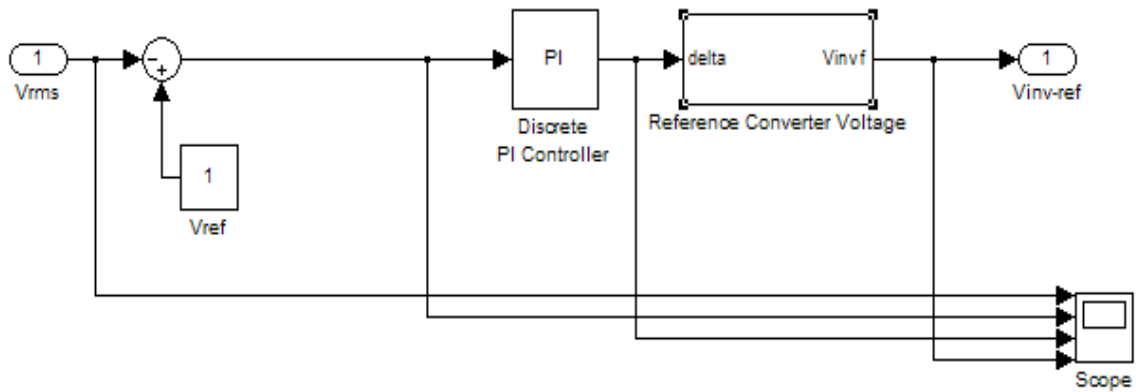 1
Vrms
-
+
1
Vref
PI
Discrete
PI Controller
delta
Vinvf
Reference Converter Voltage
1
Vinv-ref
Scope